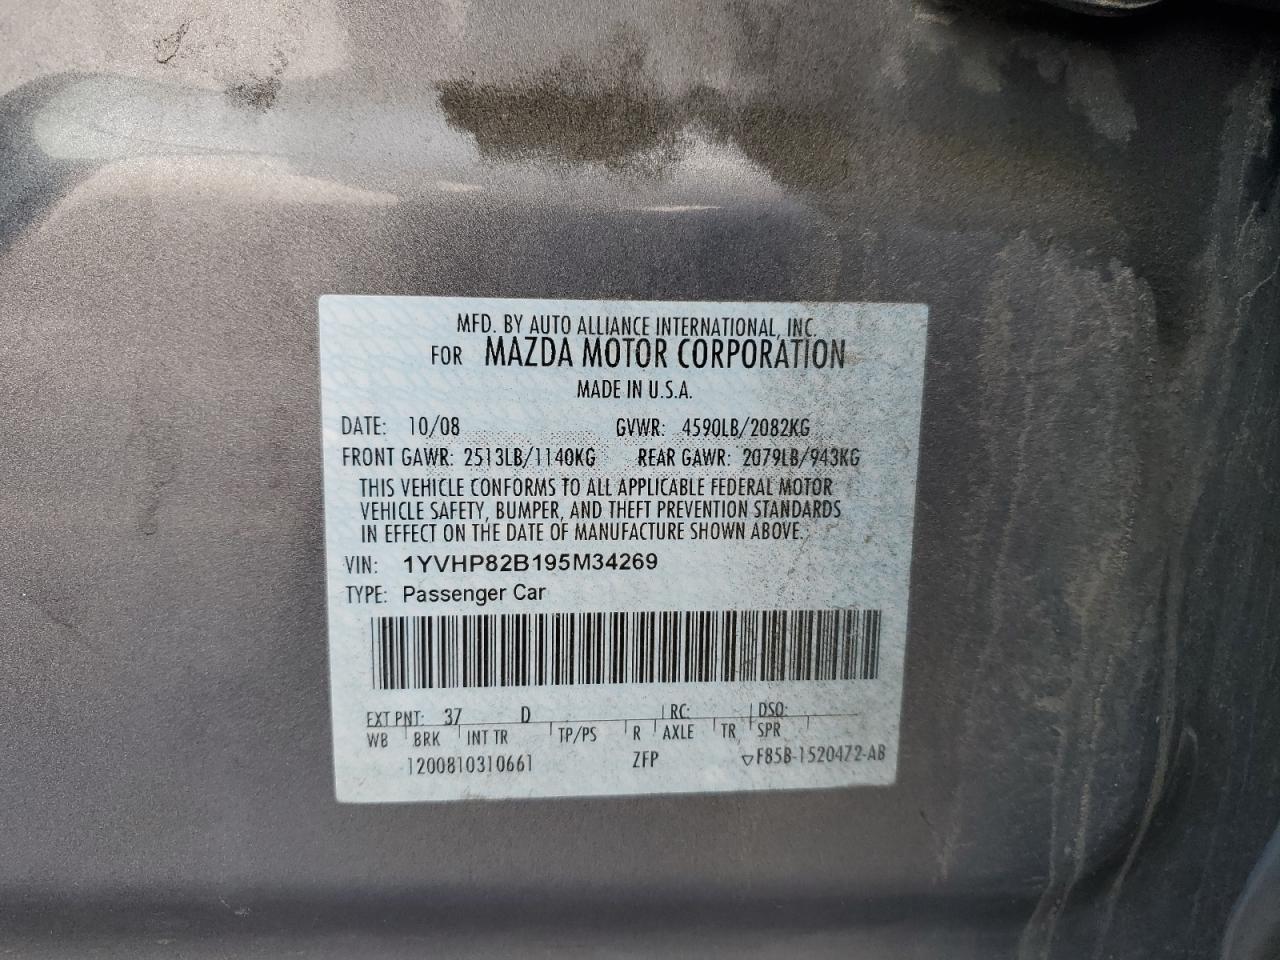 MFD. BY AUTO ALLIANCE INTERNATIONAL, INC.
FOR MAZDA MOTOR CORPORATION
MADE IN U.S.A.
DATE: 10/08 GVWR: 4590LB/2082KG
FRONT GAWR: 2513LB/1140KG REAR GAWR: 2079LB/943KG
THIS VEHICLE CONFORMS TO ALL APPLICABLE FEDERAL MOTOR
VEHICLE SAFETY, BUMPER, AND THEFT PREVENTION STANDARDS
IN EFFECT ON THE DATE OF MANUFACTURE SHOWN ABOVE.
VIN: 1YVHP82B195M34269
TYPE: Passenger Car
EXT PNT: 37 D RC: DSO:
WB BRK INT TR TP/PS R AXLE TR SPR
1200810310661 ZFP ▽F85B-1520472-AB